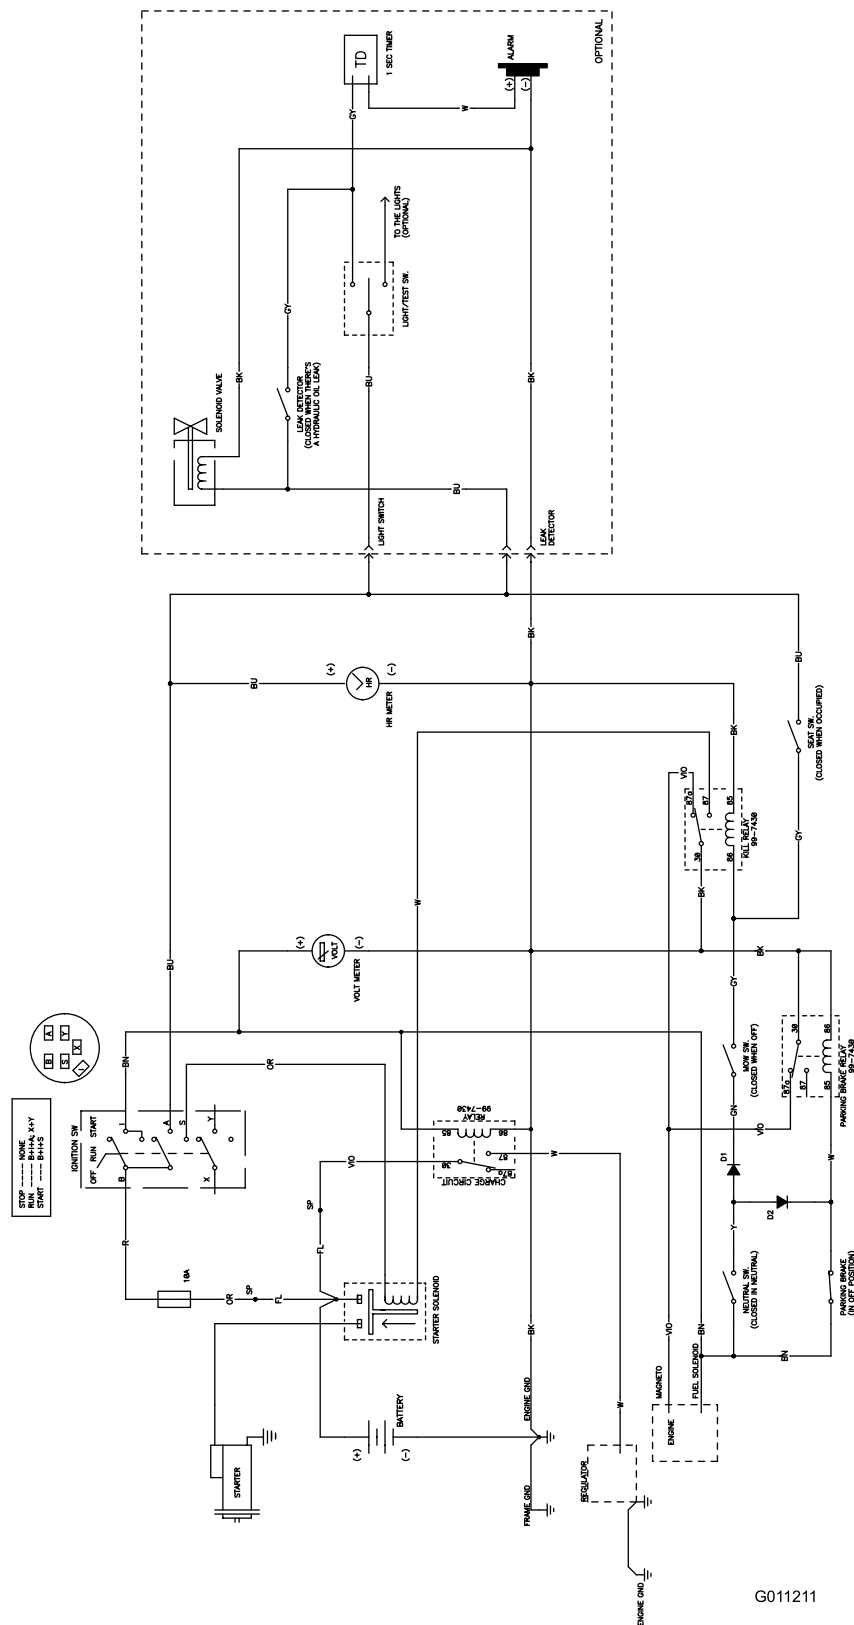 OPTIONAL
TD
1 SEC TIMER
ALARM
(+)
(-)
GY
W
TO THE LIGHTS
(OPTIONAL)
LIGHT/TEST SW.
GY
BU
BK
BK
SOLENOID VALVE
LEAK DETECTOR
(CLOSED WHEN THERE'S
A HYDRAULIC OIL LEAK)
BU
LIGHT SWITCH
LEAK
DETECTOR
BK
BU
BU
(+)
HR
(-)
HR METER
SEAT SW.
(CLOSED WHEN OCCUPIED)
BK
VIO
87a
87
85
30
86
KILL RELAY
99-7430
GY
BK
W
(+)
VOLT
(-)
VOLT METER
BU
BK
GY
A
Y
X
B
S
I
BN
OR
STOP ------ NONE
RUN ------ B+I+A; X+Y
START ---- B+I+S
IGNITION SW
OFF RUN START
I
A
S
Y
B
X
MOW SW.
(CLOSED WHEN OFF)
30
86
87a
87
85
PARKING BRAKE RELAY
99-7430
RELAY
99-7430
85
86
87
30
87a
CHARGE CIRCUIT
VIO
W
GN
VIO
W
D1
D2
Y
SP
FL
R
10A
OR
SP
FL
STARTER SOLENOID
NEUTRAL SW.
(CLOSED IN NEUTRAL)
PARKING BRAKE
(IN OFF POSITION)
BK
VIO
BN
BN
MAGNETO
FUEL SOLENOID
ENGINE
BATTERY
(+)
(-)
ENGINE GND
W
STARTER
FRAME GND
REGULATOR
ENGINE GND
G011211